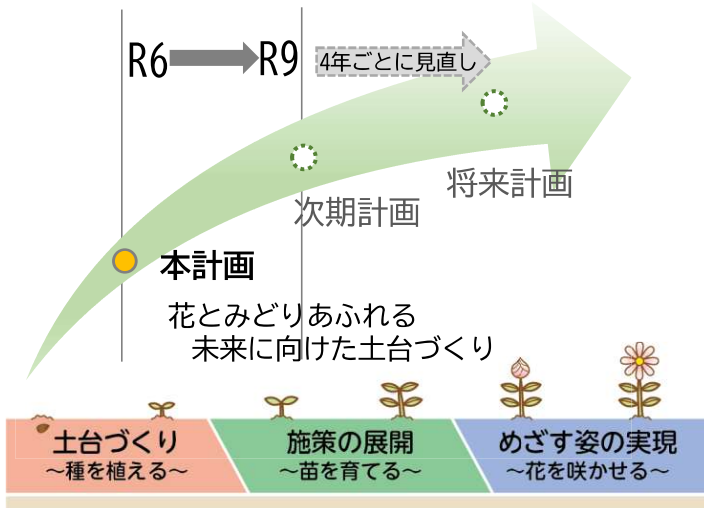 R6
R9
4年ごとに見直し
将来計画
次期計画
本計画
花とみどりあふれる
未来に向けた土台づくり
土台づくり
～種を植える～
施策の展開
～苗を育てる～
めざす姿の実現
～花を咲かせる～